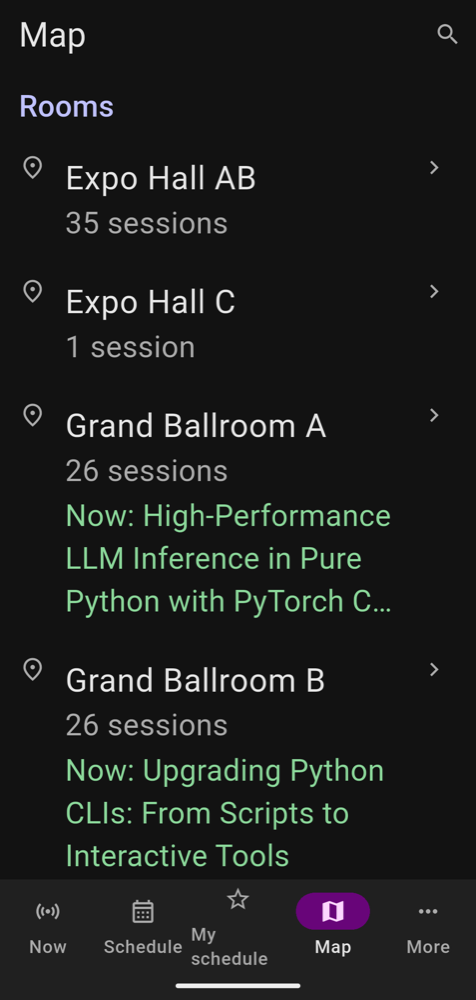 Map
Rooms
Expo Hall AB
35 sessions
Expo Hall C
1 session
Grand Ballroom A
26 sessions
Now: High-Performance
LLM Inference in Pure
Python with PyTorch C…
Grand Ballroom B
26 sessions
Now: Upgrading Python
CLIs: From Scripts to
Interactive Tools
Now
Schedule
My
schedule
Map
More